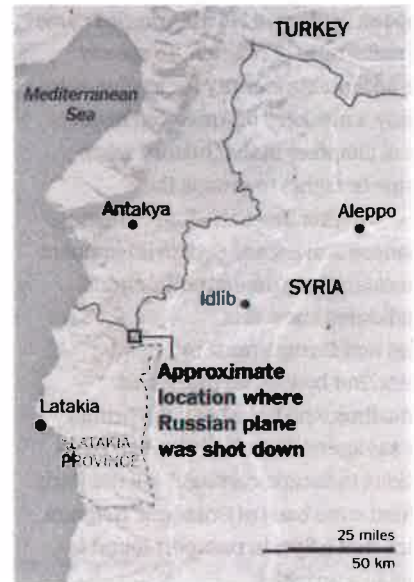 TURKEY
Mediterranean
Sea
Antakya
Aleppo
Idlib
SYRIA
Approximate
location where
Russian plane
was shot down
Latakia
LATAKIA
PROVINCE
25 miles
50 km